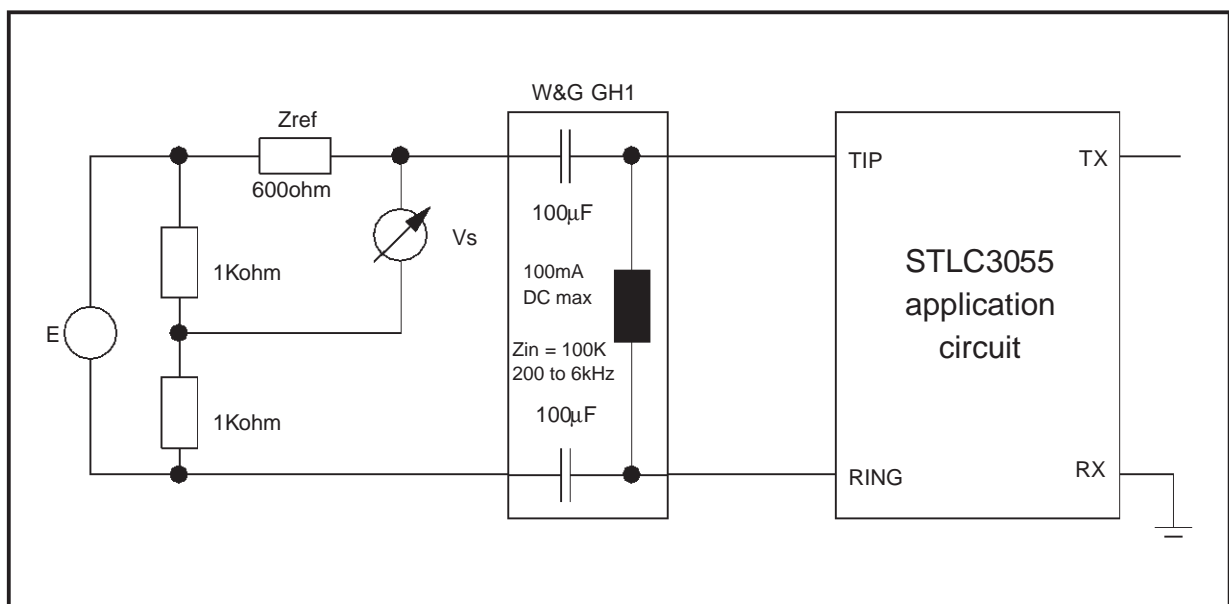 W&G GH1
Zref
600ohm
TIP
TX
100μF
Vs
1Kohm
100mA
DC max
STLC3055
application
circuit
E
Zin = 100K
200 to 6kHz
1Kohm
100μF
RING
RX